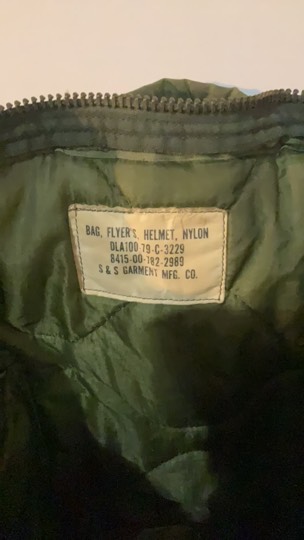 BAG, FLYER'S, HELMET, NYLON
DLA100-79-C-3229
8415-00-782-2989
S & S GARMENT MFG. CO.